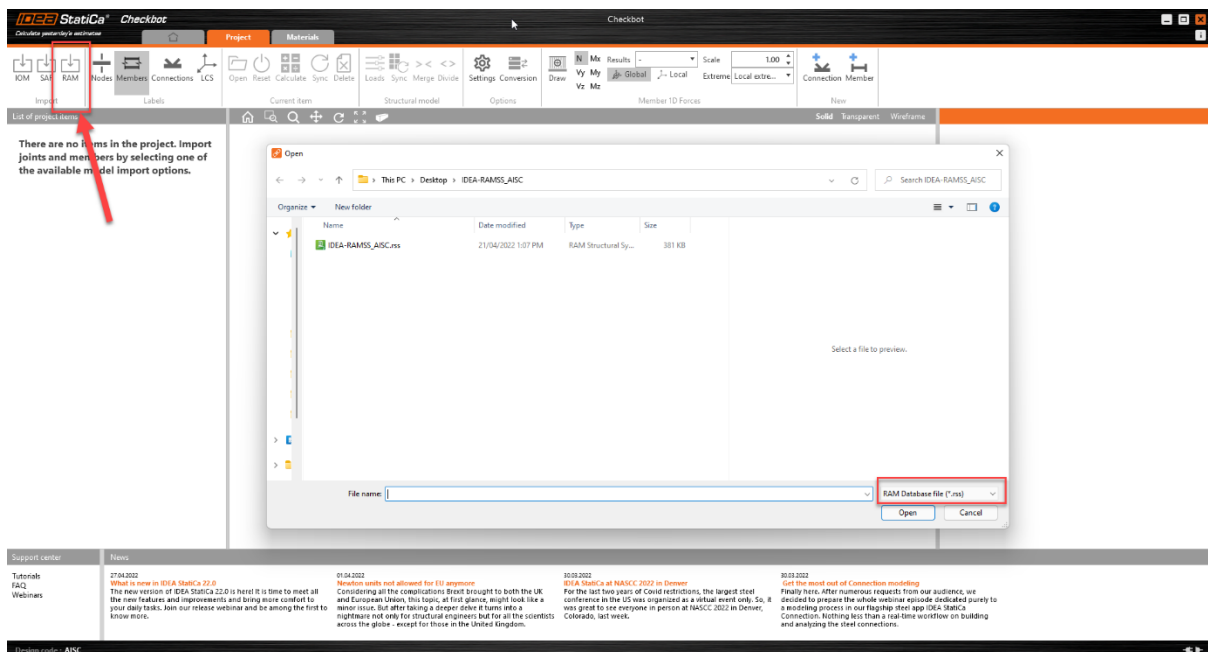 IDEA StatiCa® Checkbot
Calculate yesterday's estimates
Checkbot
Project Materials
IOM SAF RAM Nodes Members Connections LCS Open Reset Calculate Sync Delete Loads Sync Merge Divide Settings Conversion Draw
N Mx Results - Scale 1.00
Vy My Global Local Extreme Local extre...
Vz Mz
Connection Member
Import Labels Current item Structural model Options Member 1D Forces New
List of project items
Solid Transparent Wireframe
There are no items in the project. Import
joints and members by selecting one of
the available model import options.
Open
This PC Desktop IDEA-RAMSS_AISC
Search IDEA-RAMSS_AISC
Organize New folder
Name Date modified Type Size
IDEA-RAMSS_AISC.rss 21/04/2022 1:07 PM RAM Structural Sy... 381 KB
Select a file to preview.
File name: RAM Database file (*.rss)
Open Cancel
Support center News
Tutorials
FAQ
Webinars
27.04.2022
What is new in IDEA StatiCa 22.0
The new version of IDEA StatiCa 22.0 is here! It is time to meet all
the new features and improvements and bring more comfort to
your daily tasks. Join our release webinar and be among the first to
know more.
01.04.2022
Newton units not allowed for EU anymore
Considering all the complications Brexit brought to both the UK
and European Union, this topic, at first glance, might look like a
minor issue. But after taking a deeper delve it turns into a
nightmare not only for structural engineers but for all the scientists
across the globe - except for those in the United Kingdom.
30.03.2022
IDEA StatiCa at NASCC 2022 in Denver
For the last two years of Covid restrictions, the largest steel
conference in the US was organized as a virtual event only. So, it
was great to see everyone in person at NASCC 2022 in Denver,
Colorado, last week.
30.03.2022
Get the most out of Connection modeling
Finally here. After numerous requests from our audience, we
decided to prepare the whole webinar episode dedicated purely to
a modeling process in our flagship steel app IDEA StatiCa
Connection. Nothing less than a real-time workflow on building
and analyzing the steel connections.
Design code : AISC